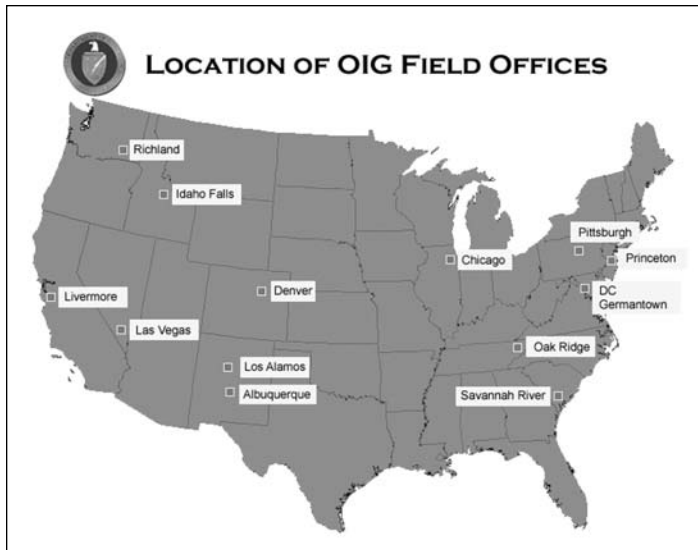 LOCATION OF OIG FIELD OFFICES
Richland
Idaho Falls
Pittsburgh
Chicago
Princeton
Denver
DC
Germantown
Livermore
Las Vegas
Oak Ridge
Los Alamos
Albuquerque
Savannah River